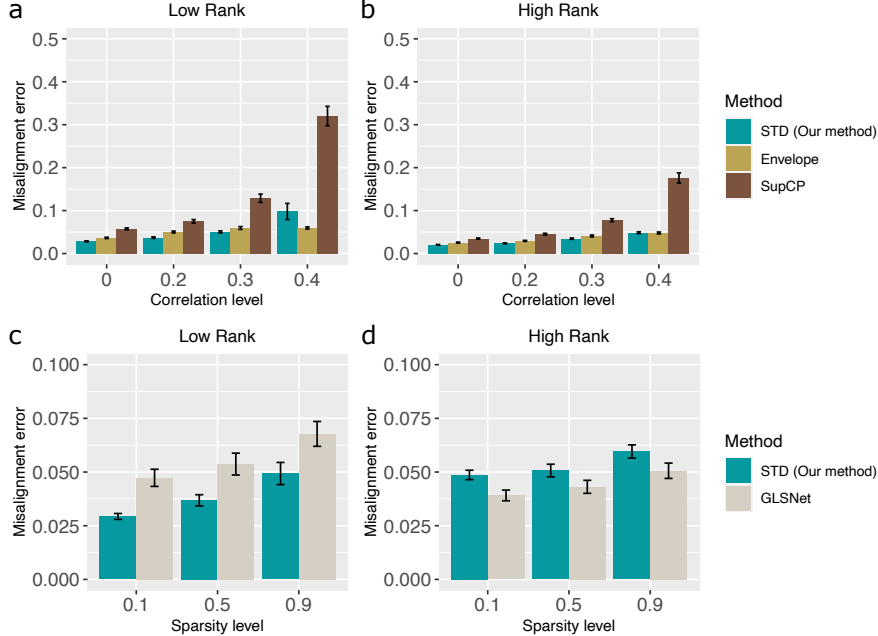 a
Low Rank
0.5
0.4
0.3
0.2
0.1
0.0
Misalignment error
0
0.2
0.3
0.4
Correlation level
b
High Rank
0.5
0.4
0.3
0.2
0.1
0.0
Misalignment error
0
0.2
0.3
0.4
Correlation level
Method
STD (Our method)
Envelope
SupCP
c
Low Rank
0.100
0.075
0.050
0.025
0.000
Misalignment error
0.1
0.5
0.9
Sparsity level
d
High Rank
0.100
0.075
0.050
0.025
0.000
Misalignment error
0.1
0.5
0.9
Sparsity level
Method
STD (Our method)
GLSNet